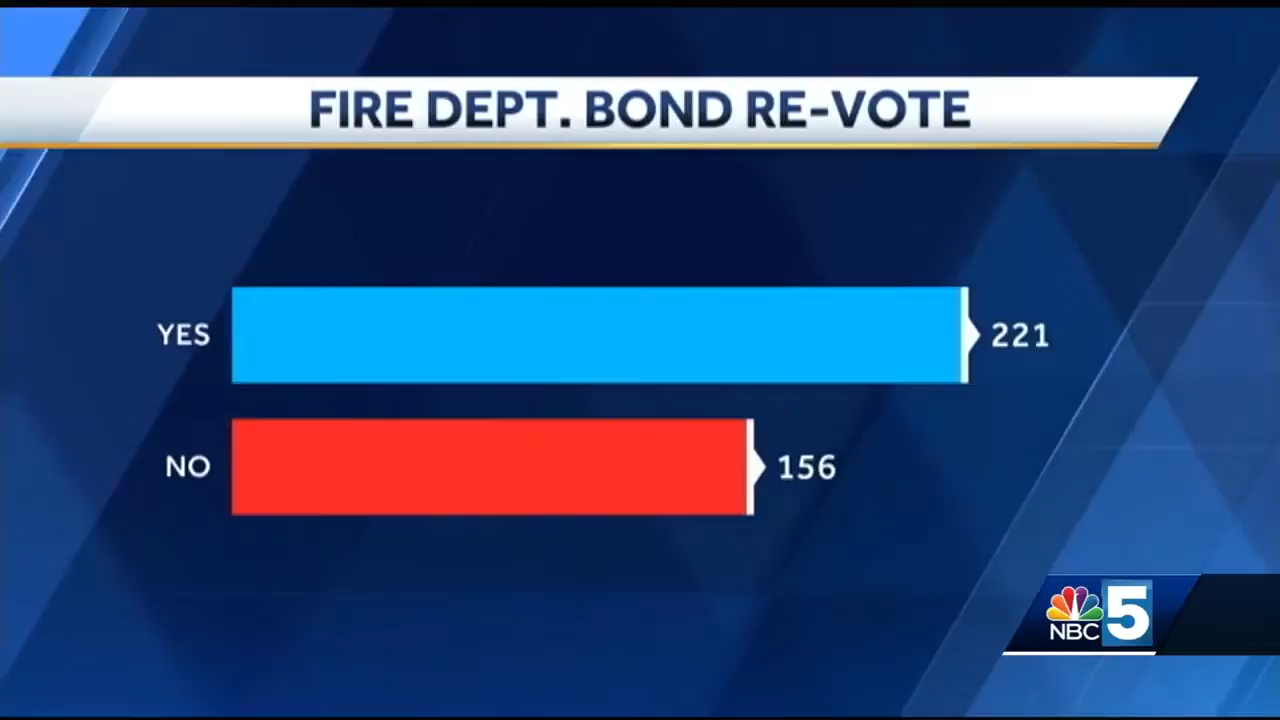 FIRE DEPT. BOND RE-VOTE
YES 221
NO 156
NBC 5